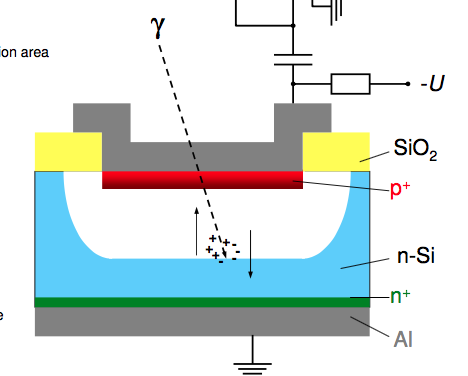 γ
ion area
-U
SiO2
p+
n-Si
n+
e
Al